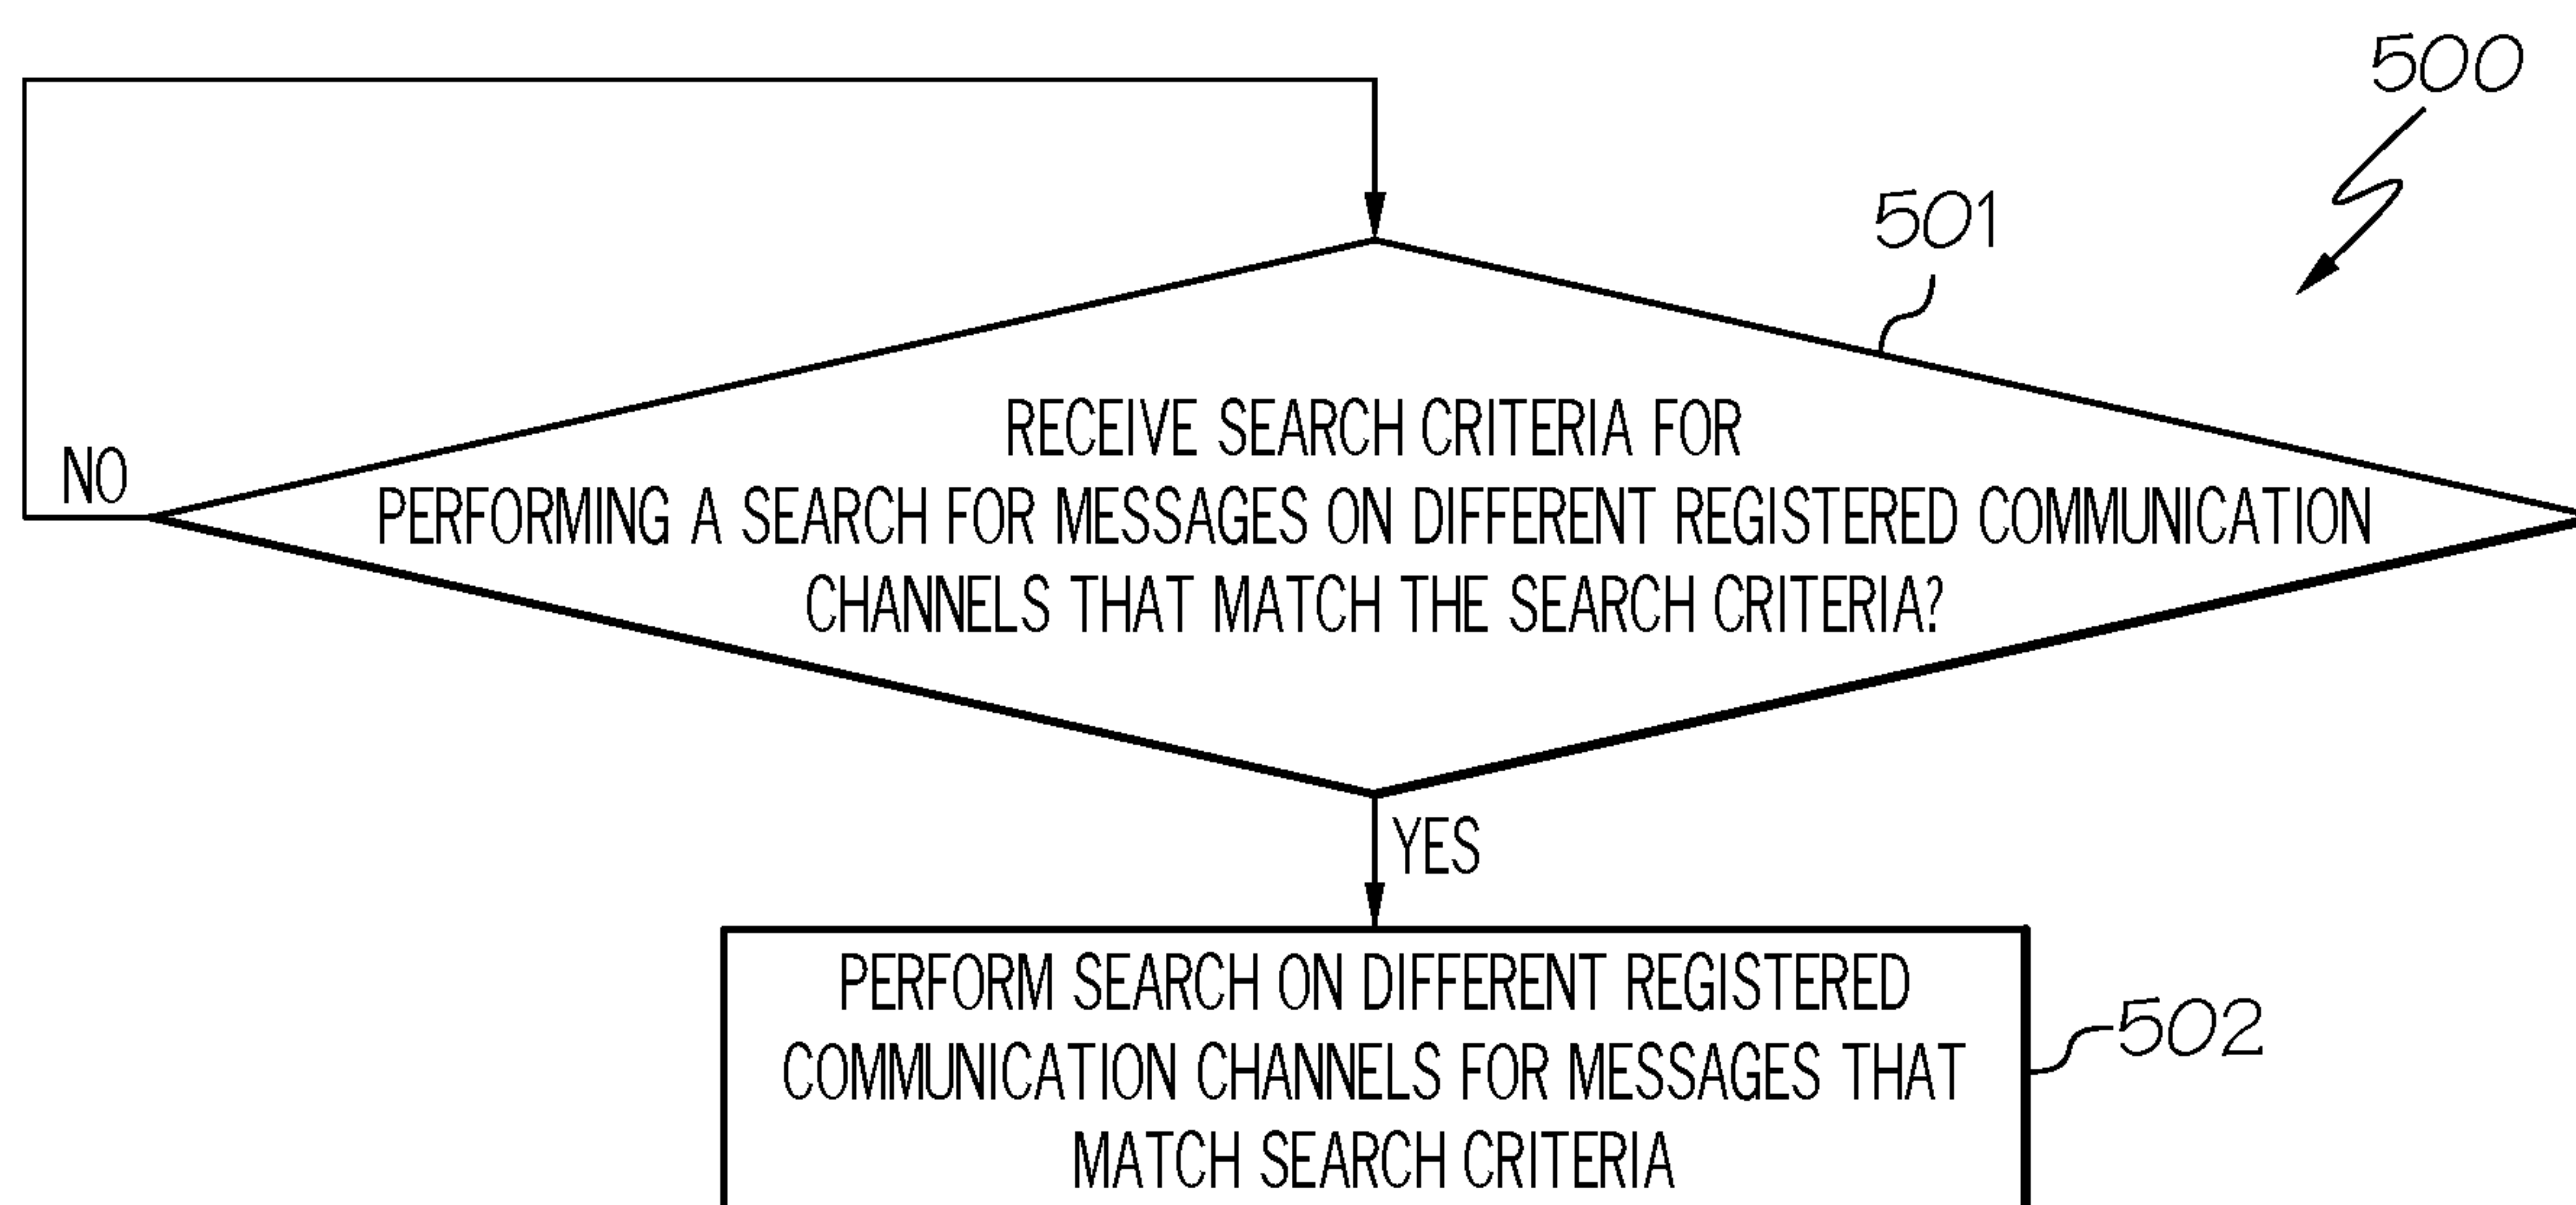 500
501
RECEIVE SEARCH CRITERIA FOR
NO
PERFORMING A SEARCH FOR MESSAGES ON DIFFERENT REGISTERED COMMUNICATION
CHANNELS THAT MATCH THE SEARCH CRITERIA?
YES
PERFORM SEARCH ON DIFFERENT REGISTERED
502
COMMUNICATION CHANNELS FOR MESSAGES THAT
MATCH SEARCH CRITERIA